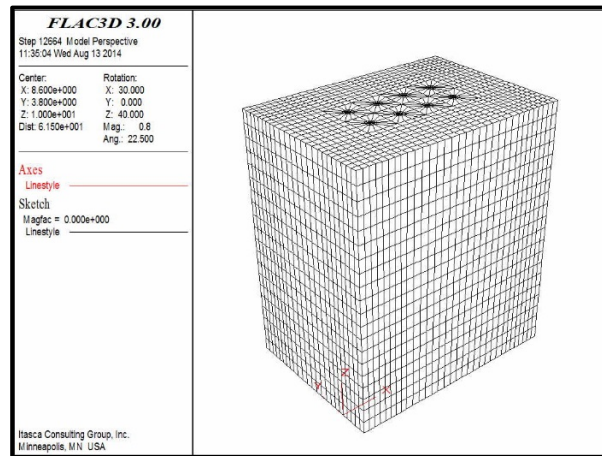 FLAC3D 3.00
Step 12664 Model Perspective
11:35:04 Wed Aug 13 2014
Center:
X: 8.600e+000
Y: 3.800e+000
Z: 1.000e+001
Dist: 6.150e+001
Rotation:
X: 30.000
Y: 0.000
Z: 40.000
Mag.: 0.8
Ang.: 22.500
Axes
Linestyle
Sketch
Magfac = 0.000e+000
Linestyle
Itasca Consulting Group, Inc.
Minneapolis, MN USA
Z
Y
X